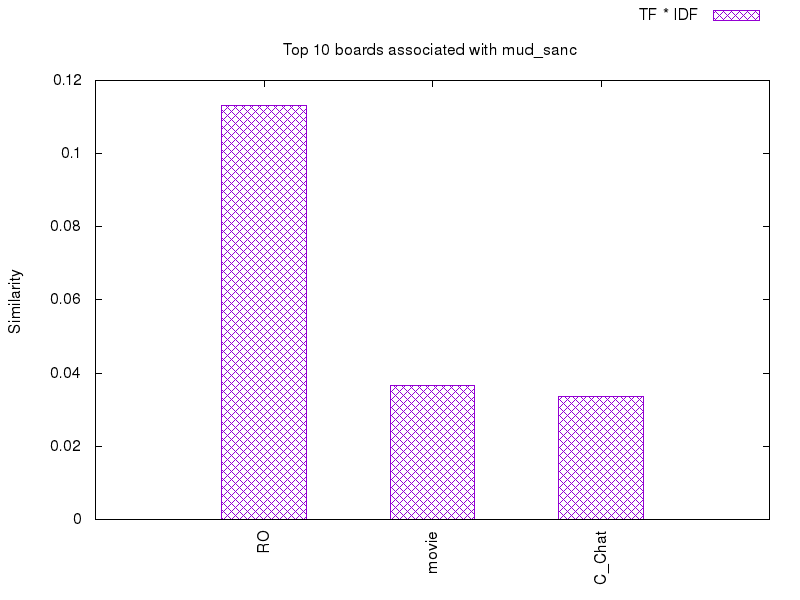 TF * IDF
Top 10 boards associated with mud_sanc
0.12
0.1
0.08
0.06
0.04
0.02
0
Similarity
RO
movie
C_Chat